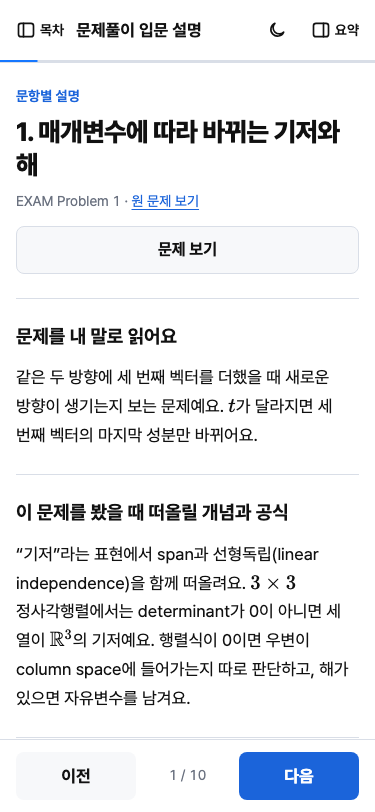 목차 문제풀이 입문 설명 요약
문항별 설명
1. 매개변수에 따라 바뀌는 기저와
해
EXAM Problem 1 · 원 문제 보기
문제 보기
문제를 내 말로 읽어요
같은 두 방향에 세 번째 벡터를 더했을 때 새로운
방향이 생기는지 보는 문제예요. t가 달라지면 세
번째 벡터의 마지막 성분만 바뀌어요.
이 문제를 봤을 때 떠올릴 개념과 공식
“기저”라는 표현에서 span과 선형독립(linear
independence)을 함께 떠올려요. 3 × 3
정사각행렬에서는 determinant가 0이 아니면 세
열이 ℝ³의 기저예요. 행렬식이 0이면 우변이
column space에 들어가는지 따로 판단하고, 해가
있으면 자유변수를 남겨요.
이전 1 / 10 다음